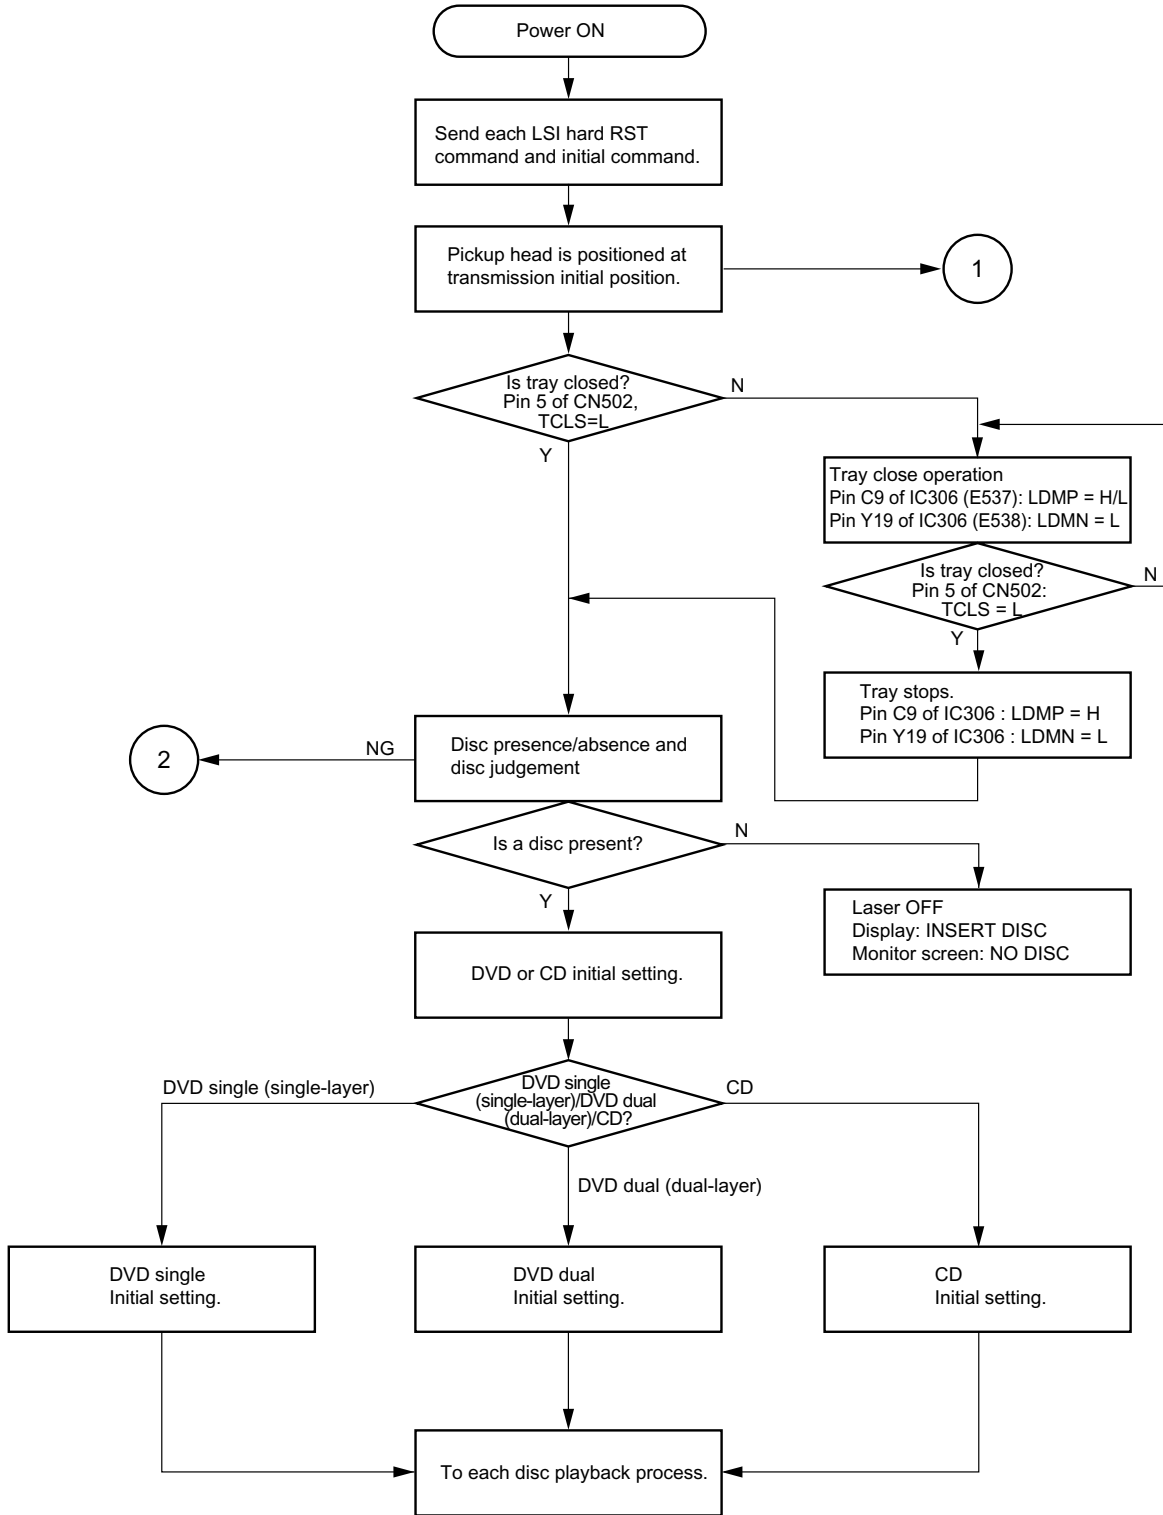 Power ON
Send each LSI hard RST
command and initial command.
Pickup head is positioned at
transmission initial position.
1
Is tray closed?
Pin 5 of CN502,
TCLS=L
N
Y
Tray close operation
Pin C9 of IC306 (E537): LDMP = H/L
Pin Y19 of IC306 (E538): LDMN = L
Is tray closed?
Pin 5 of CN502:
TCLS = L
N
Y
Tray stops.
Pin C9 of IC306 : LDMP = H
Pin Y19 of IC306 : LDMN = L
Disc presence/absence and
disc judgement
NG
2
Is a disc present?
N
Y
Laser OFF
Display: INSERT DISC
Monitor screen: NO DISC
DVD or CD initial setting.
DVD single
(single-layer)/DVD dual
(dual-layer)/CD?
DVD single (single-layer)
CD
DVD dual (dual-layer)
DVD single
Initial setting.
DVD dual
Initial setting.
CD
Initial setting.
To each disc playback process.